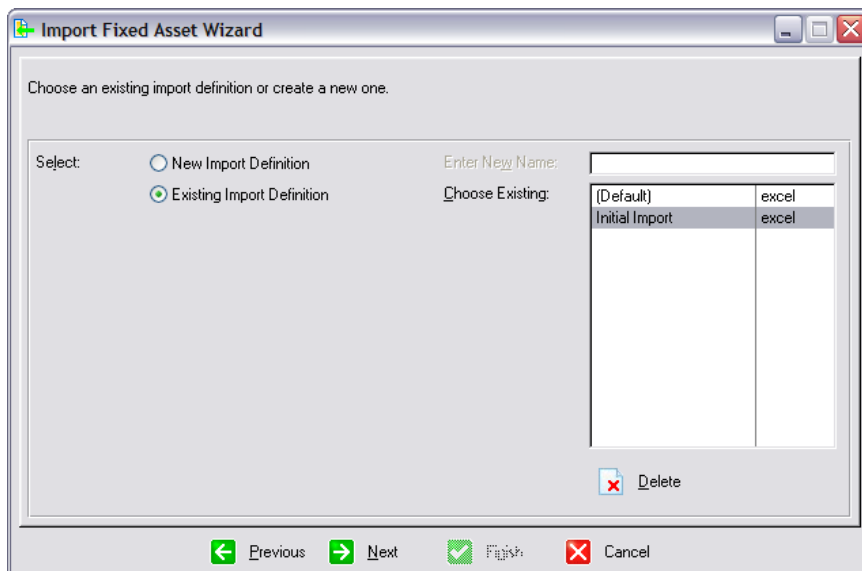 Import Fixed Asset Wizard
Choose an existing import definition or create a new one.
Select: New Import Definition Enter New Name:
Existing Import Definition Choose Existing: (Default) excel
Initial Import excel
Delete
Previous Next Finish Cancel